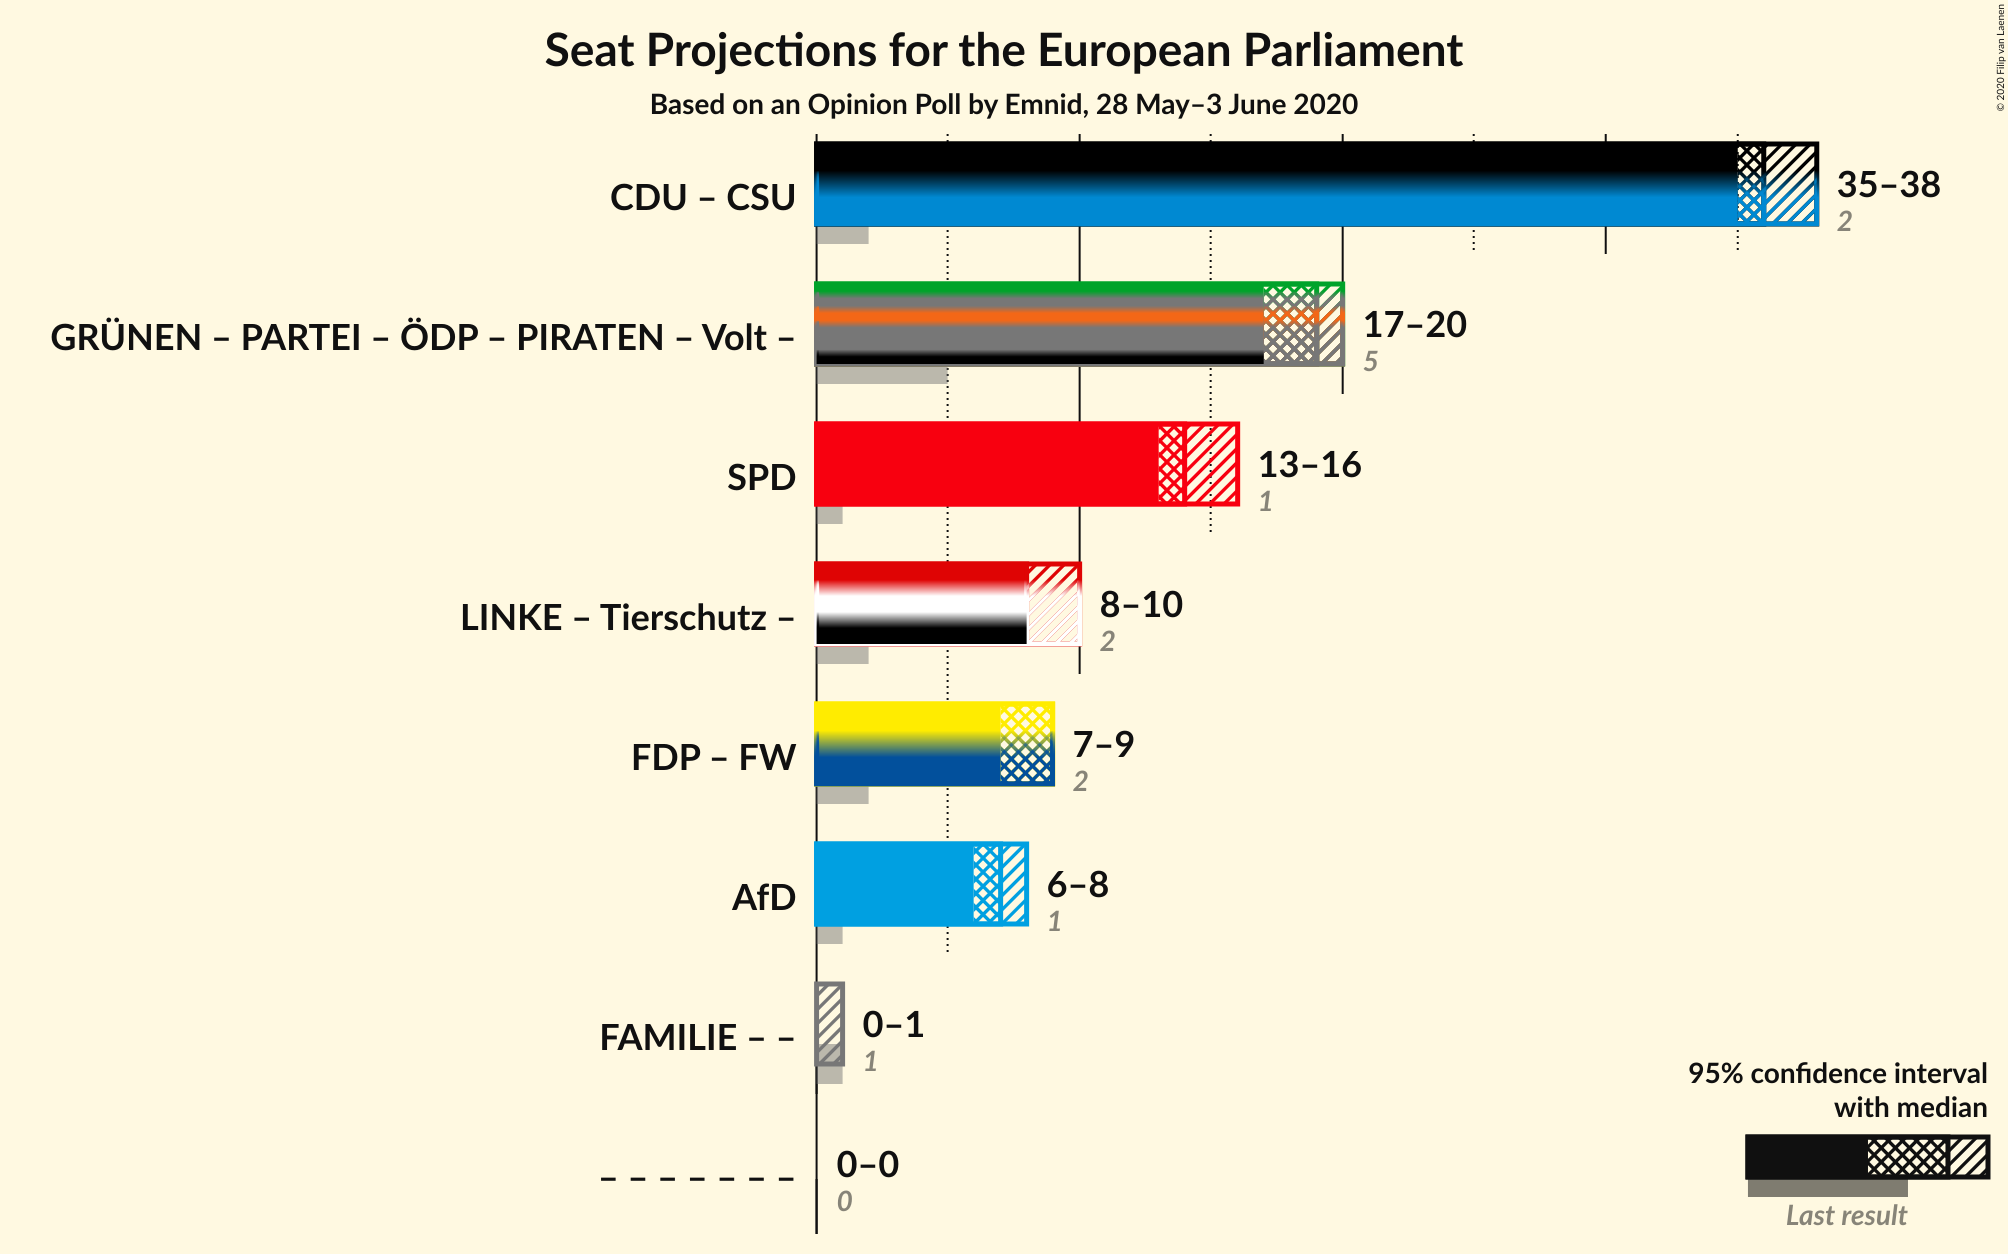 Seat Projections for the European Parliament
Based on an Opinion Poll by Emnid, 28 May–3 June 2020
© 2020 Filip van Laenen
CDU – CSU
35–38
2
GRÜNEN – PARTEI – ÖDP – PIRATEN – Volt –
17–20
5
SPD
13–16
1
LINKE – Tierschutz –
8–10
2
FDP – FW
7–9
2
AfD
6–8
1
FAMILIE – –
0–1
1
– – – – – – –
0–0
0
95% confidence interval
with median
Last result